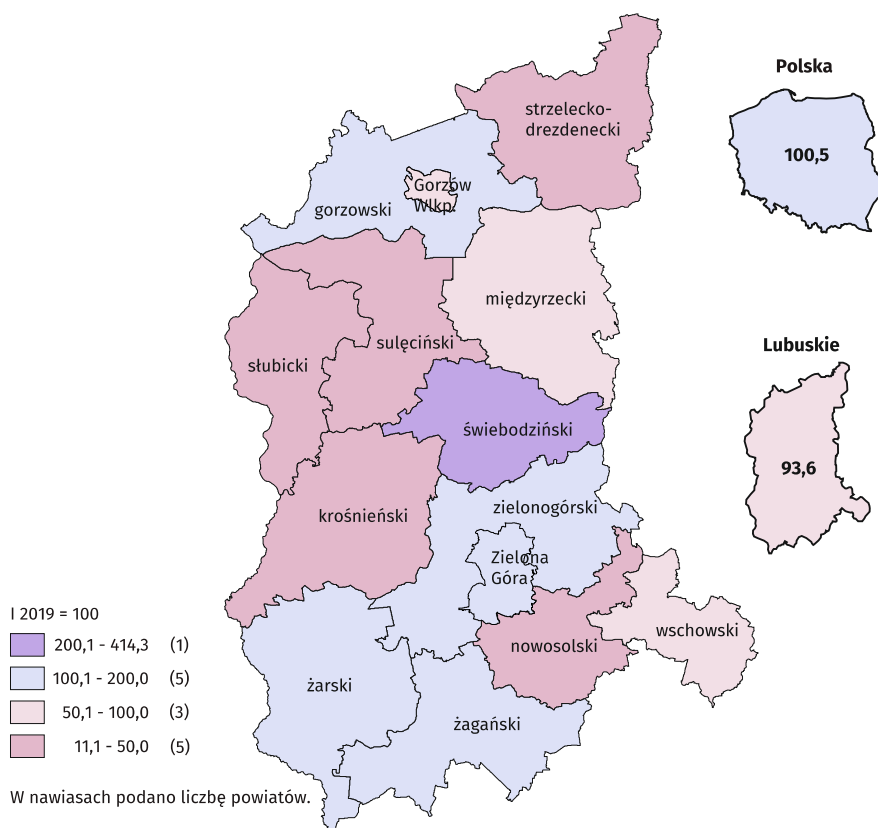 Polska
100,5
strzelecko-
drezdenecki
Gorzów
Wlkp.
gorzowski
międzyrzecki
sulęciński
słubicki
Lubuskie
93,6
świebodziński
krośnieński
zielonogórski
Zielona
Góra
wschowski
nowosolski
żarski
żagański
I 2019 = 100
200,1 - 414,3 (1)
100,1 - 200,0 (5)
50,1 - 100,0 (3)
11,1 - 50,0 (5)
W nawiasach podano liczbę powiatów.